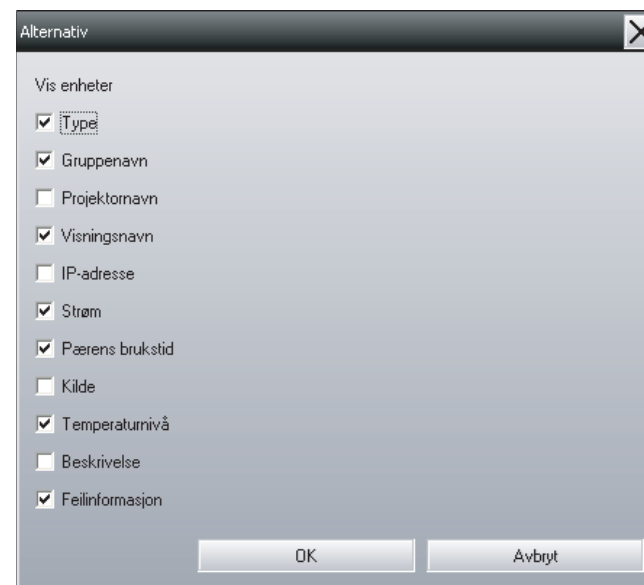 Alternativ
Vis enheter
Type
Gruppenavn
Projektornavn
Visningsnavn
IP-adresse
Strøm
Pærens brukstid
Kilde
Temperaturnivå
Beskrivelse
Feilinformasjon
OK
Avbryt